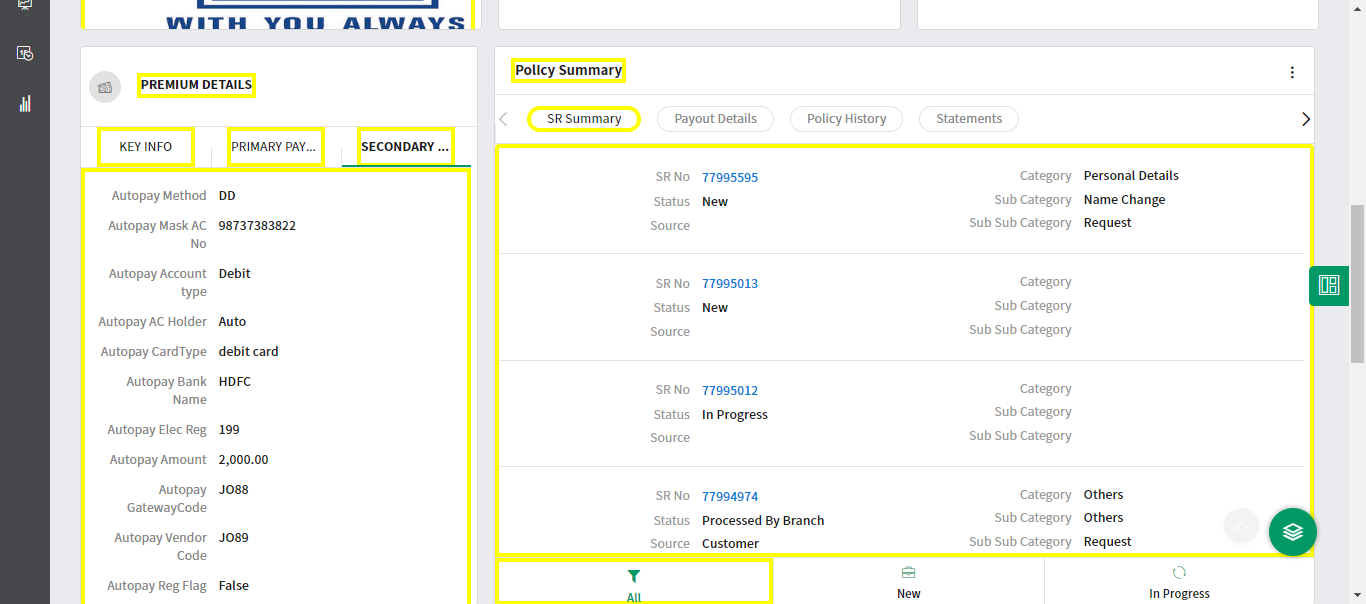 WITH YOU ALWAYS
PREMIUM DETAILS
KEY INFO
PRIMARY PAY...
SECONDARY ...
Autopay Method DD
Autopay Mask AC No 98737383822
Autopay Account type Debit
Autopay AC Holder Auto
Autopay CardType debit card
Autopay Bank Name HDFC
Autopay Elec Reg 199
Autopay Amount 2,000.00
Autopay GatewayCode JO88
Autopay Vendor Code JO89
Autopay Reg Flag False
Policy Summary
SR Summary
Payout Details
Policy History
Statements
SR No 77995595
Category Personal Details
Status New
Sub Category Name Change
Source
Sub Sub Category Request
SR No 77995013
Category
Status New
Sub Category
Source
Sub Sub Category
SR No 77995012
Category
Status In Progress
Sub Category
Source
Sub Sub Category
SR No 77994974
Category Others
Status Processed By Branch
Sub Category Others
Source Customer
Sub Sub Category Request
All
New
In Progress